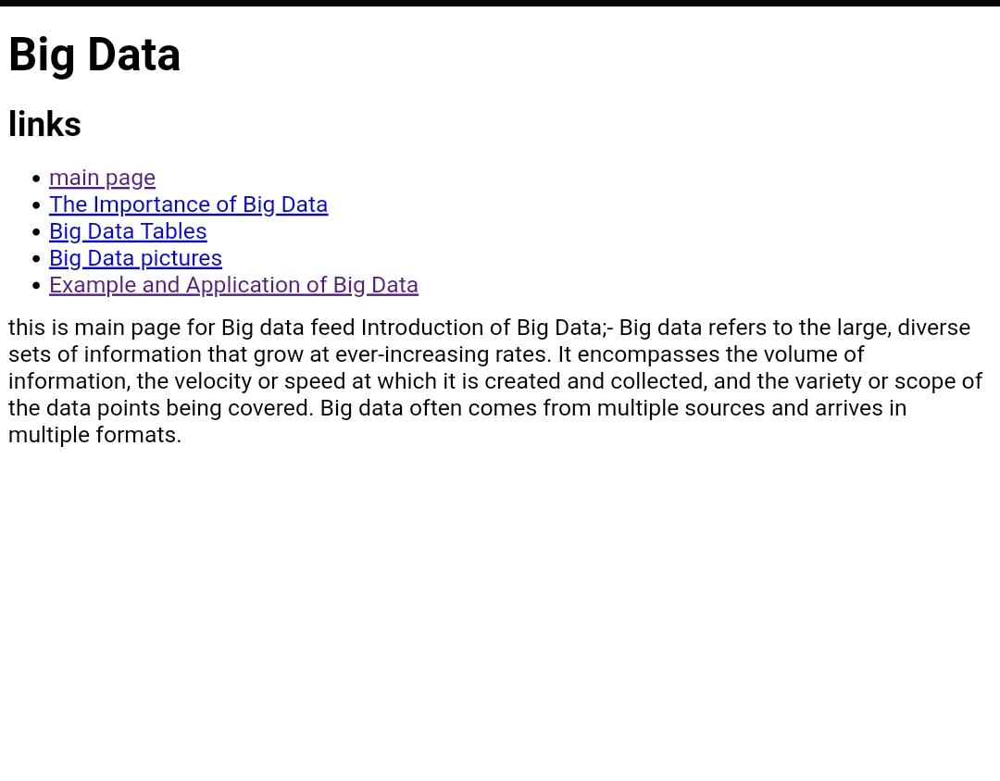 Big Data
links
main page
The Importance of Big Data
Big Data Tables
Big Data pictures
Example and Application of Big Data
this is main page for Big data feed Introduction of Big Data;- Big data refers to the large, diverse
sets of information that grow at ever-increasing rates. It encompasses the volume of
information, the velocity or speed at which it is created and collected, and the variety or scope of
the data points being covered. Big data often comes from multiple sources and arrives in
multiple formats.